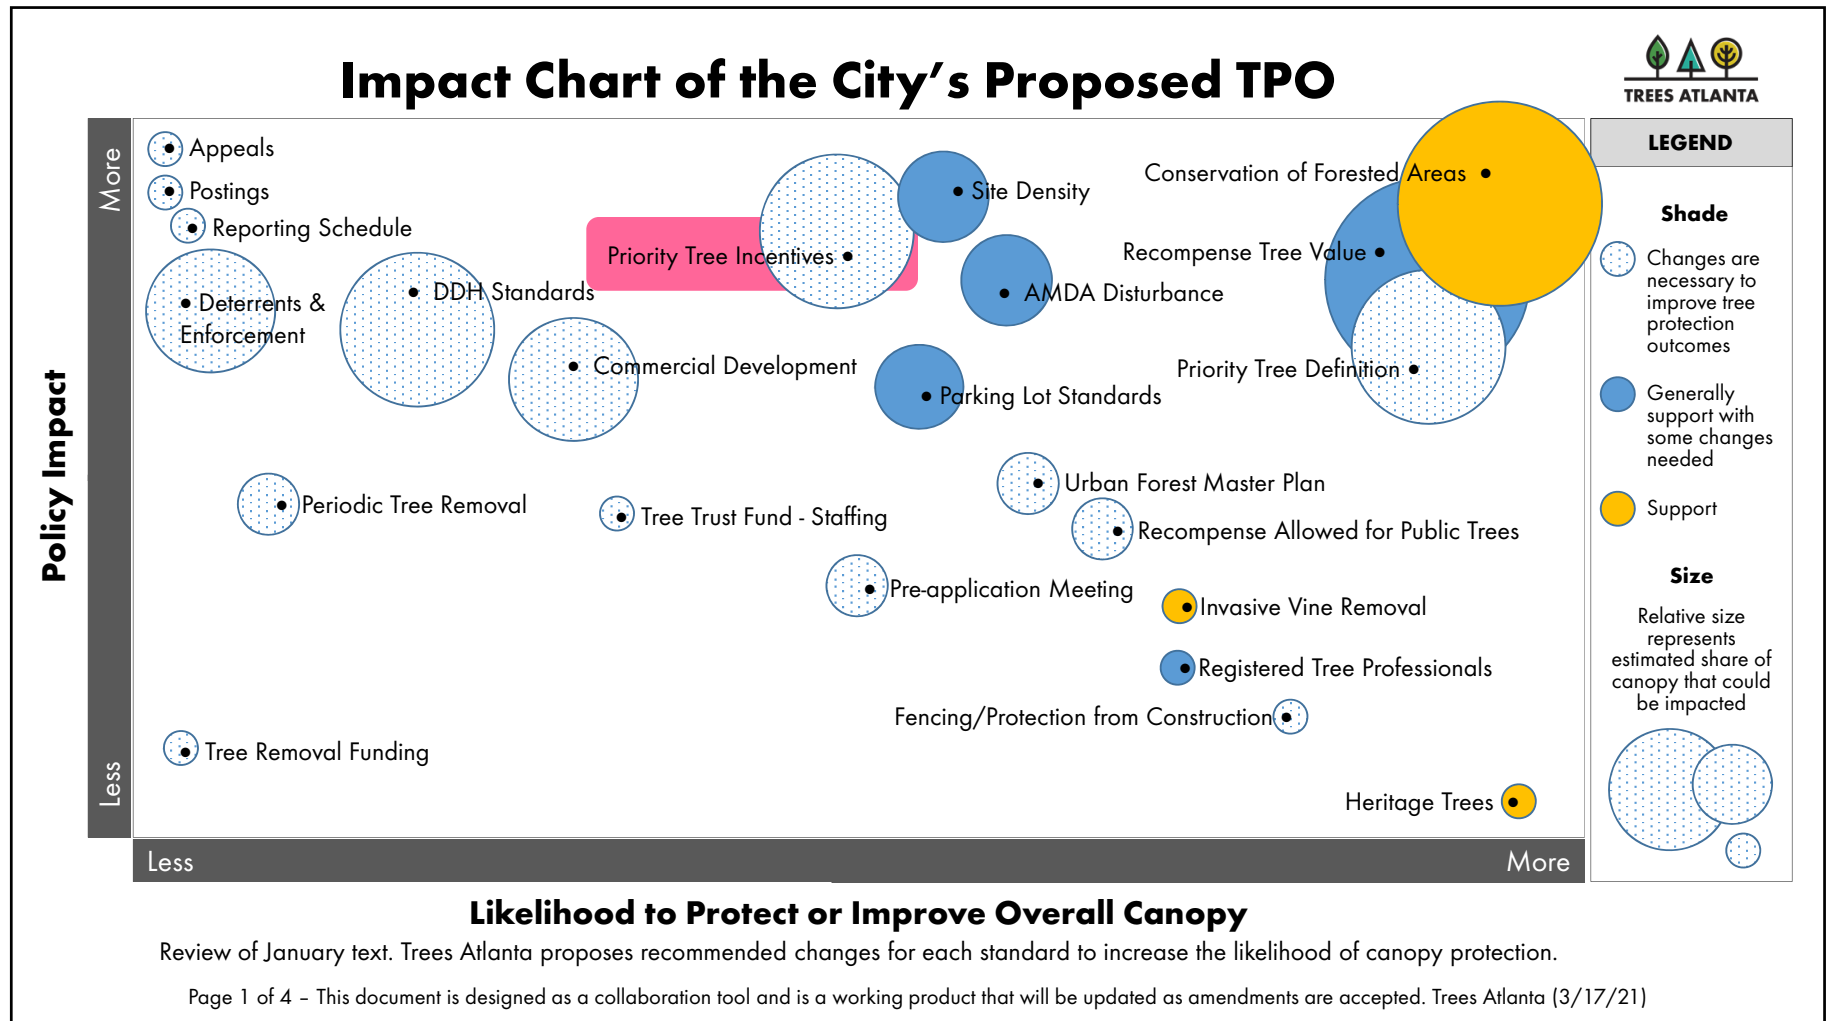 Impact Chart of the City’s Proposed TPO
TREES ATLANTA
More
Policy Impact
Less
Appeals
Postings
Reporting Schedule
Deterrents &
Enforcement
DDH Standards
Priority Tree Incentives
Site Density
AMDA Disturbance
Commercial Development
Parking Lot Standards
Conservation of Forested Areas
Recompense Tree Value
Priority Tree Definition
Periodic Tree Removal
Tree Trust Fund - Staffing
Urban Forest Master Plan
Recompense Allowed for Public Trees
Pre-application Meeting
Invasive Vine Removal
Registered Tree Professionals
Fencing/Protection from Construction
Tree Removal Funding
Heritage Trees
LEGEND
Shade
Changes are
necessary to
improve tree
protection
outcomes
Generally
support with
some changes
needed
Support
Size
Relative size
represents
estimated share of
canopy that could
be impacted
Less
More
Likelihood to Protect or Improve Overall Canopy
Review of January text. Trees Atlanta proposes recommended changes for each standard to increase the likelihood of canopy protection.
Page 1 of 4 – This document is designed as a collaboration tool and is a working product that will be updated as amendments are accepted. Trees Atlanta (3/17/21)